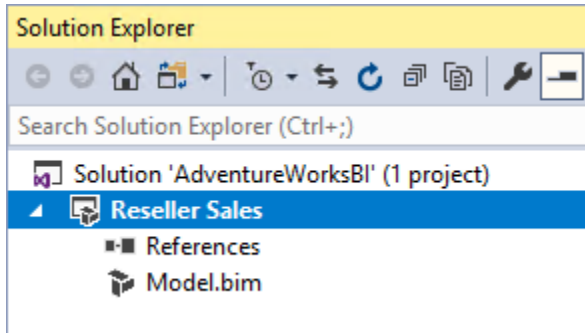 Solution Explorer
Search Solution Explorer (Ctrl+;)
Solution 'AdventureWorksBI' (1 project)
Reseller Sales
References
Model.bim